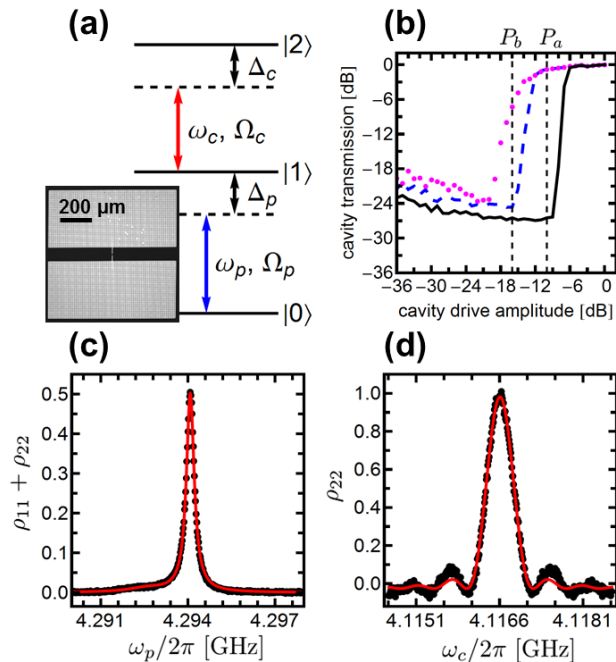 (a)
|2⟩
Δc
ωc, Ωc
|1⟩
Δp
200 μm
ωp, Ωp
|0⟩
(b)
Pb Pa
0
−6
−12
−18
−24
−30
−36
cavity transmission [dB]
−36 −30 −24 −18 −12 −6 0
cavity drive amplitude [dB]
(c)
0.5
0.4
0.3
0.2
0.1
0.0
ρ11 + ρ22
4.291 4.294 4.297
ωp/2π [GHz]
(d)
1.0
0.8
0.6
0.4
0.2
0.0
ρ22
4.1151 4.1166 4.1181
ωc/2π [GHz]